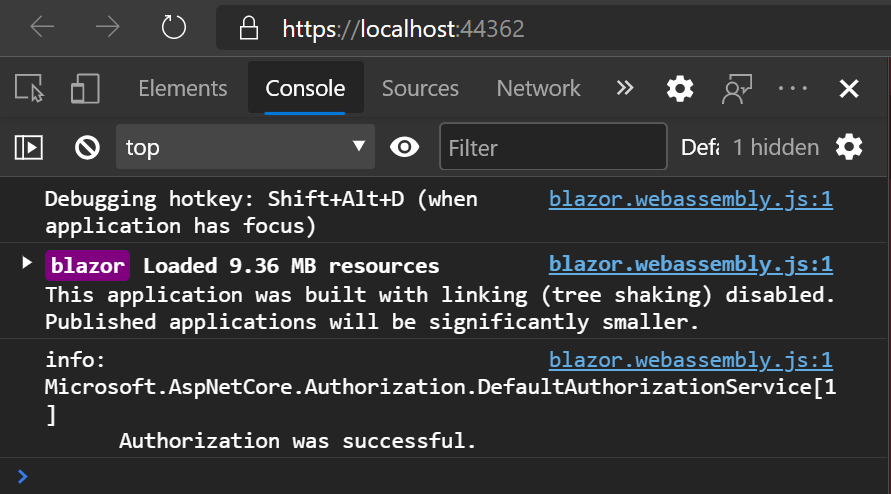 https://localhost:44362
Elements Console Sources Network
top Filter Defa 1 hidden
Debugging hotkey: Shift+Alt+D (when blazor.webassembly.js:1
application has focus)
blazor Loaded 9.36 MB resources blazor.webassembly.js:1
This application was built with linking (tree shaking) disabled.
Published applications will be significantly smaller.
info: blazor.webassembly.js:1
Microsoft.AspNetCore.Authorization.DefaultAuthorizationService[1
]
Authorization was successful.